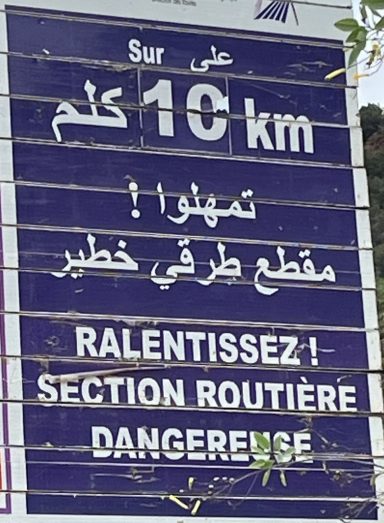 Sur على
كلم 10 km
تمهلوا !
مقطع طرقي خطير
RALENTISSEZ !
SECTION ROUTIÈRE
DANGEREUSE